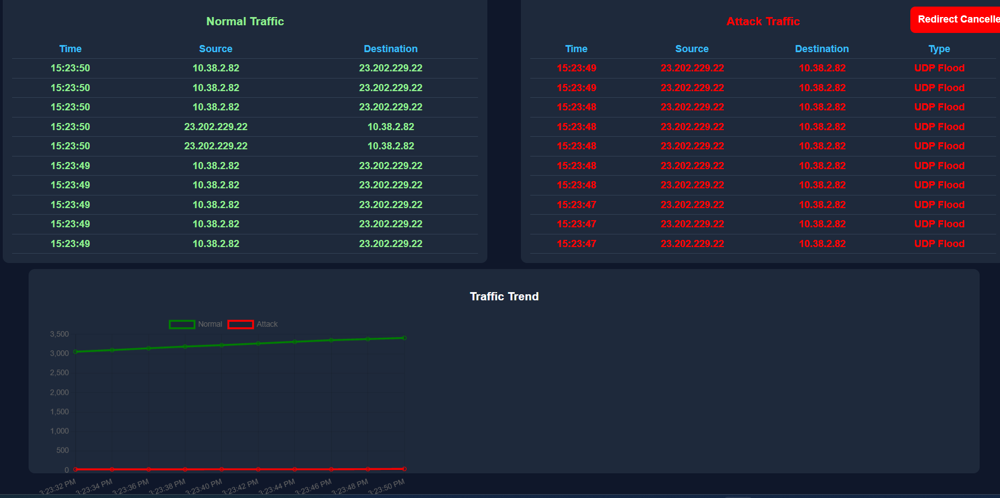 Normal Traffic
Time Source Destination
15:23:50 10.38.2.82 23.202.229.22
15:23:50 10.38.2.82 23.202.229.22
15:23:50 10.38.2.82 23.202.229.22
15:23:50 23.202.229.22 10.38.2.82
15:23:50 23.202.229.22 10.38.2.82
15:23:49 10.38.2.82 23.202.229.22
15:23:49 10.38.2.82 23.202.229.22
15:23:49 10.38.2.82 23.202.229.22
15:23:49 10.38.2.82 23.202.229.22
15:23:49 10.38.2.82 23.202.229.22
Attack Traffic
Redirect Cancelle
Time Source Destination Type
15:23:49 23.202.229.22 10.38.2.82 UDP Flood
15:23:49 23.202.229.22 10.38.2.82 UDP Flood
15:23:48 23.202.229.22 10.38.2.82 UDP Flood
15:23:48 23.202.229.22 10.38.2.82 UDP Flood
15:23:48 23.202.229.22 10.38.2.82 UDP Flood
15:23:48 23.202.229.22 10.38.2.82 UDP Flood
15:23:48 23.202.229.22 10.38.2.82 UDP Flood
15:23:47 23.202.229.22 10.38.2.82 UDP Flood
15:23:47 23.202.229.22 10.38.2.82 UDP Flood
15:23:47 23.202.229.22 10.38.2.82 UDP Flood
Traffic Trend
Normal Attack
3,500
3,000
2,500
2,000
1,500
1,000
500
0
3:23:32 PM 3:23:34 PM 3:23:36 PM 3:23:38 PM 3:23:40 PM 3:23:42 PM 3:23:44 PM 3:23:46 PM 3:23:48 PM 3:23:50 PM